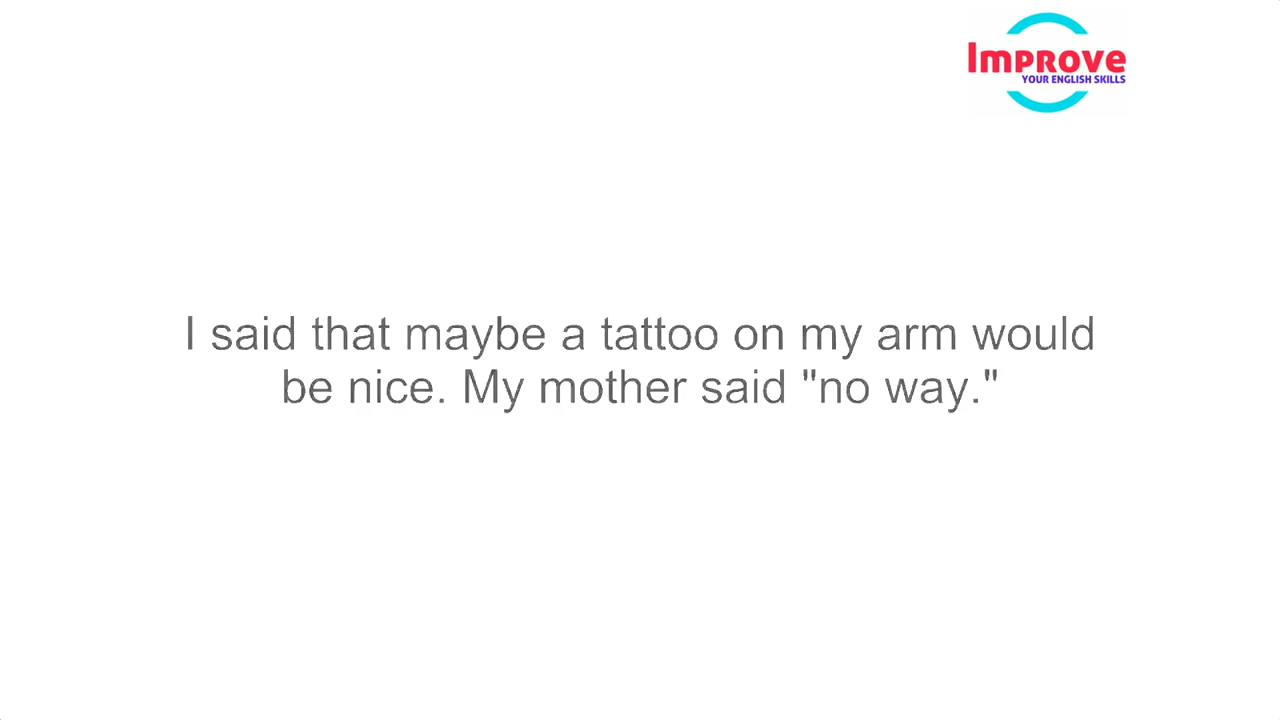 Improve
YOUR ENGLISH SKILLS
I said that maybe a tattoo on my arm would
be nice. My mother said "no way."